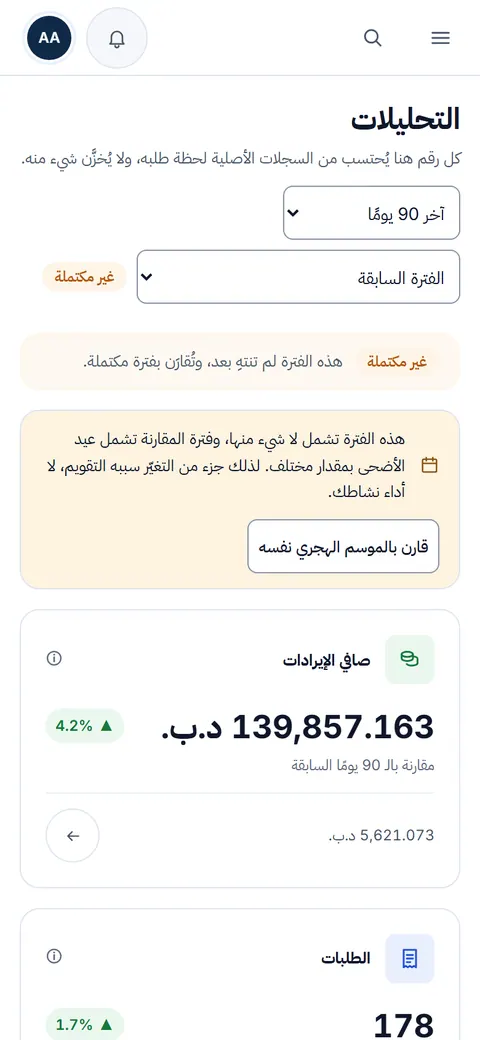 AA
التحليلات
كل رقم هنا يُحتسب من السجلات الأصلية لحظة طلبه، ولا يُخزَّن شيء منه.
آخر 90 يومًا
الفترة السابقة
غير مكتملة
غير مكتملة هذه الفترة لم تنتهِ بعد، وتُقارَن بفترة مكتملة.
هذه الفترة تشمل لا شيء منها، وفترة المقارنة تشمل عيد
الأضحى بمقدار مختلف. لذلك جزء من التغيّر سببه التقويم، لا
أداء نشاطك.
قارن بالموسم الهجري نفسه
صافي الإيرادات
139,857.163 د.ب.
▲ 4.2%
مقارنة بالـ 90 يومًا السابقة
5,621.073 د.ب.
الطلبات
178
▲ 1.7%